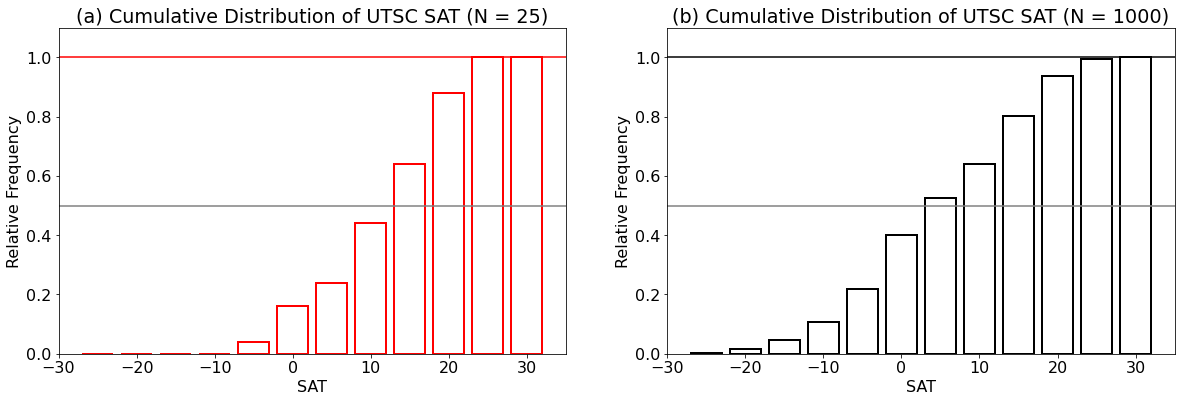 (a) Cumulative Distribution of UTSC SAT (N = 25)
Relative Frequency
1.0
0.8
0.6
0.4
0.2
0.0
−30 −20 −10 0 10 20 30
SAT
(b) Cumulative Distribution of UTSC SAT (N = 1000)
Relative Frequency
1.0
0.8
0.6
0.4
0.2
0.0
−30 −20 −10 0 10 20 30
SAT